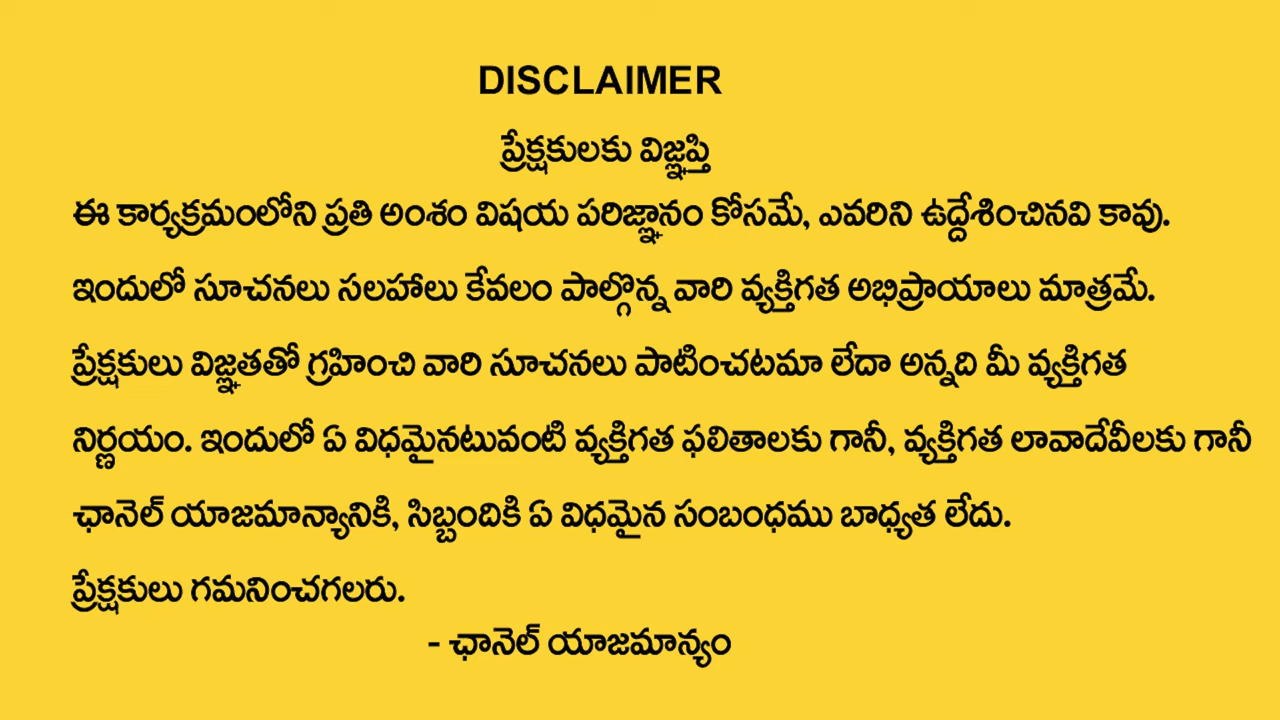 DISCLAIMER
ప్రేక్షకులకు విజ్ఞప్తి
ఈ కార్యక్రమంలోని ప్రతి అంశం విషయ పరిజ్ఞానం కోసమే, ఎవరిని ఉద్దేశించినవి కావు.
ఇందులో సూచనలు సలహాలు కేవలం పాల్గొన్న వారి వ్యక్తిగత అభిప్రాయాలు మాత్రమే.
ప్రేక్షకులు విజ్ఞతతో గ్రహించి వారి సూచనలు పాటించటమా లేదా అన్నది మీ వ్యక్తిగత
నిర్ణయం. ఇందులో ఏ విధమైనటువంటి వ్యక్తిగత ఫలితాలకు గానీ, వ్యక్తిగత లావాదేవీలకు గానీ
ఛానెల్ యాజమాన్యానికి, సిబ్బందికి ఏ విధమైన సంబంధము బాధ్యత లేదు.
ప్రేక్షకులు గమనించగలరు.
- ఛానెల్ యాజమాన్యం